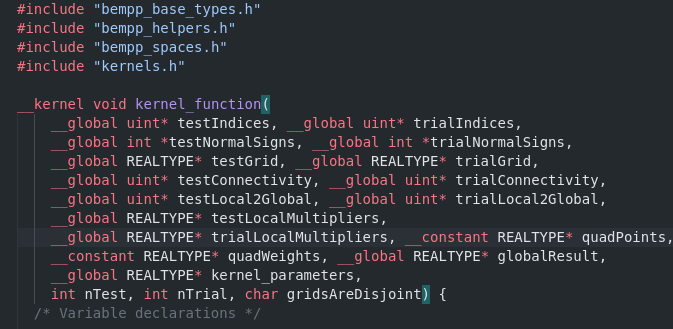 #include "bempp_base_types.h"
#include "bempp_helpers.h"
#include "bempp_spaces.h"
#include "kernels.h"
__kernel void kernel_function(
__global uint* testIndices, __global uint* trialIndices,
__global int *testNormalSigns, __global int *trialNormalSigns,
__global REALTYPE* testGrid, __global REALTYPE* trialGrid,
__global uint* testConnectivity, __global uint* trialConnectivity,
__global uint* testLocal2Global, __global uint* trialLocal2Global,
__global REALTYPE* testLocalMultipliers,
__global REALTYPE* trialLocalMultipliers, __constant REALTYPE* quadPoints,
__constant REALTYPE* quadWeights, __global REALTYPE* globalResult,
__global REALTYPE* kernel_parameters,
int nTest, int nTrial, char gridsAreDisjoint) {
/* Variable declarations */